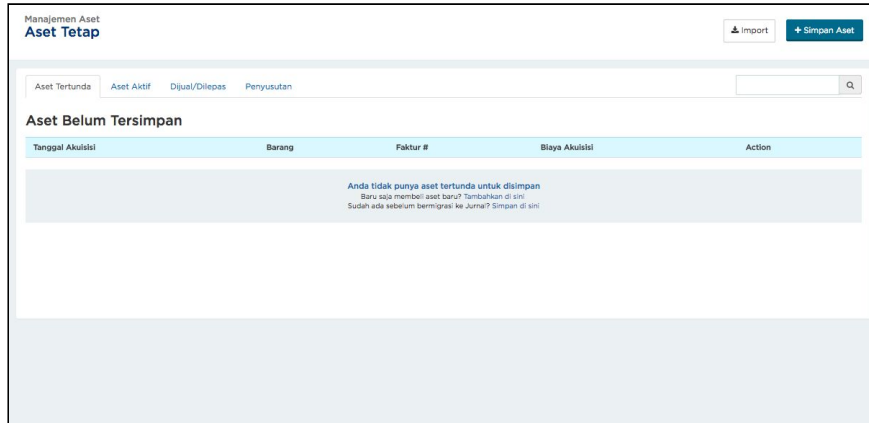 Manajemen Aset
Aset Tetap
Import
+ Simpan Aset
Aset Tertunda Aset Aktif Dijual/Dilepas Penyusutan
Aset Belum Tersimpan
Tanggal Akuisisi Barang Faktur # Biaya Akuisisi Action
Anda tidak punya aset tertunda untuk disimpan
Baru saja membeli aset baru? Tambahkan di sini
Sudah ada sebelum bermigrasi ke Jurnal? Simpan di sini